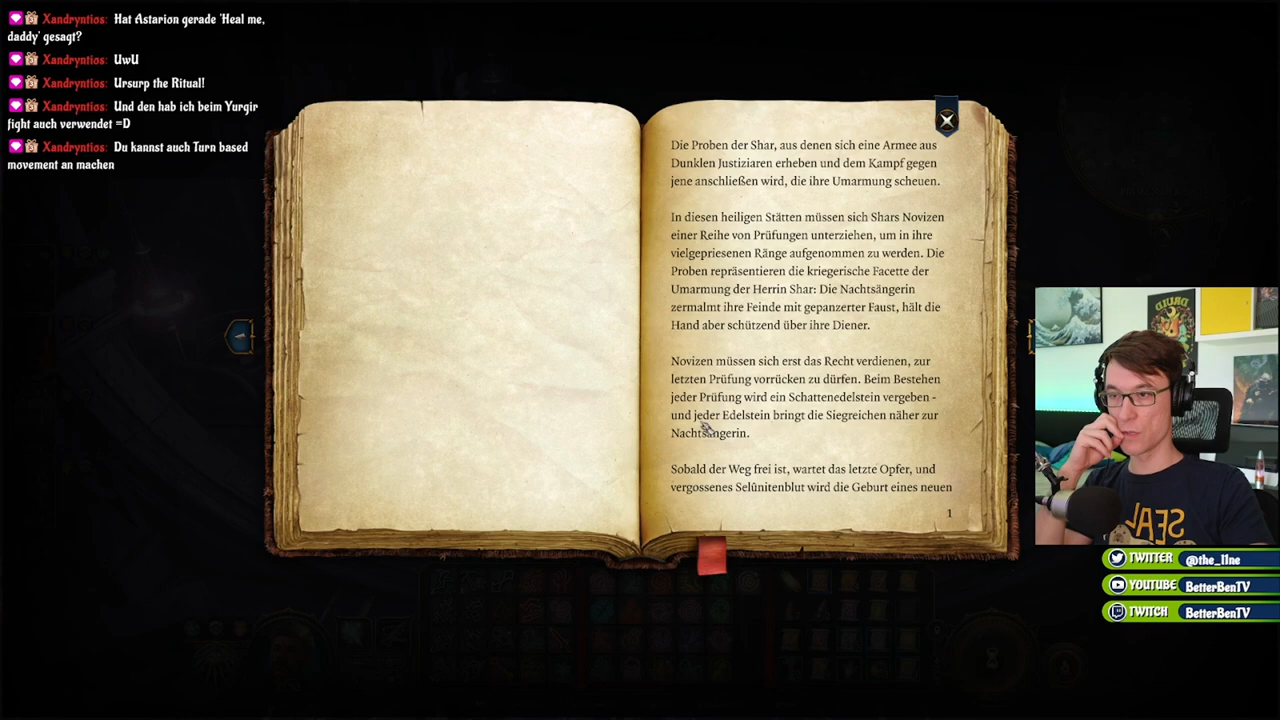 Xandryntios: Hat Astarion gerade 'Heal me,
daddy' gesagt?
Xandryntios: UwU
Xandryntios: Ursurp the Ritual!
Xandryntios: Und den hab ich beim Yurgir
fight auch verwendet =D
Xandryntios: Du kannst auch Turn based
movement an machen
Die Proben der Shar, aus denen sich eine Armee aus
Dunklen Justiziaren erheben und dem Kampf gegen
jene anschließen wird, die ihre Umarmung scheuen.
In diesen heiligen Stätten müssen sich Shars Novizen
einer Reihe von Prüfungen unterziehen, um in ihre
vielgepriesenen Ränge aufgenommen zu werden. Die
Proben repräsentieren die kriegerische Facette der
Umarmung der Herrin Shar: Die Nachtsängerin
zermalmt ihre Feinde mit gepanzerter Faust, hält die
Hand aber schützend über ihre Diener.
Novizen müssen sich erst das Recht verdienen, zur
letzten Prüfung vorrücken zu dürfen. Beim Bestehen
jeder Prüfung wird ein Schattenedelstein vergeben -
und jeder Edelstein bringt die Siegreichen näher zur
Nachtsängerin.
Sobald der Weg frei ist, wartet das letzte Opfer, und
vergossenes Selûnitenblut wird die Geburt eines neuen
1
DRUID
SEAL
TWITTER @the_l1ne
YOUTUBE BetterBenTV
TWITCH BetterBenTV